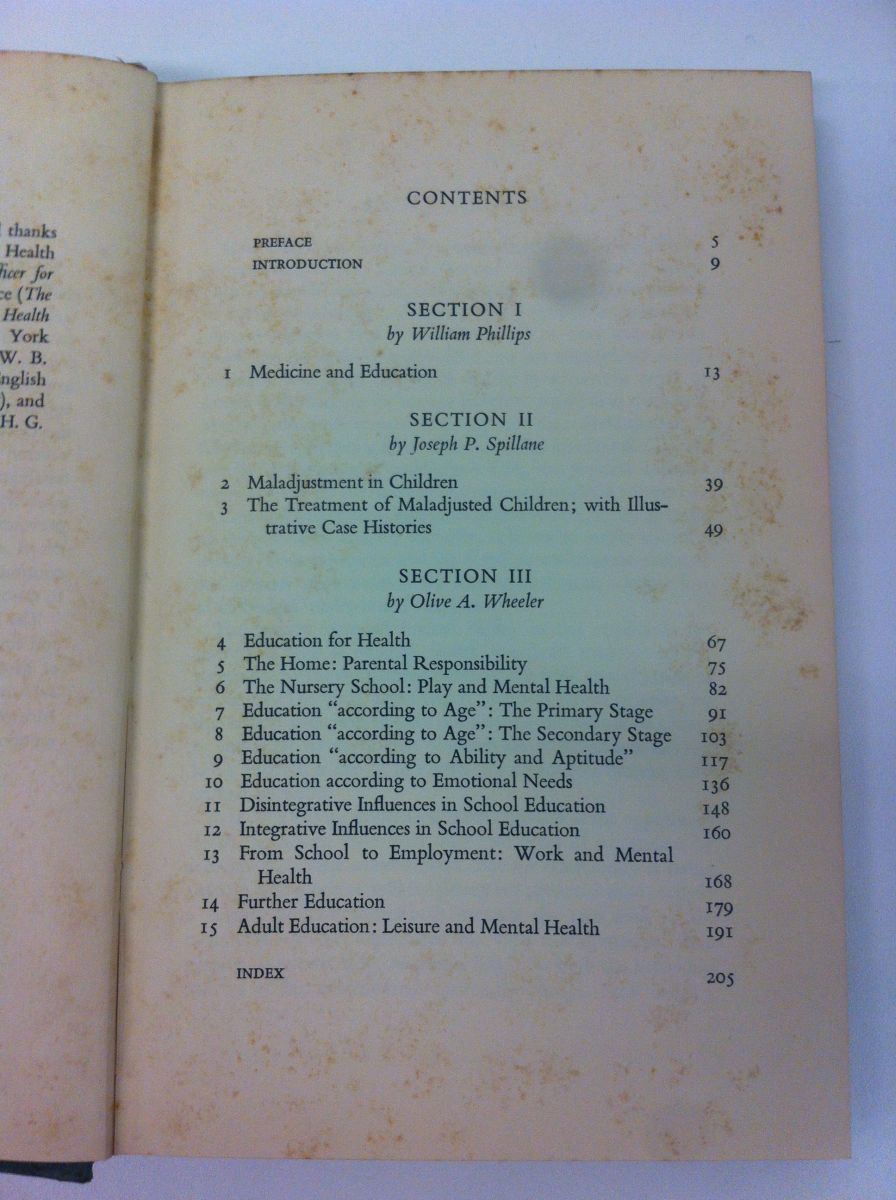 thanks
Health
ficer for
ce (The
Health
York
W. B.
nglish
), and
H. G.
CONTENTS
PREFACE 5
INTRODUCTION 9
SECTION I
by William Phillips
1 Medicine and Education 13
SECTION II
by Joseph P. Spillane
2 Maladjustment in Children 39
3 The Treatment of Maladjusted Children; with Illus-
trative Case Histories 49
SECTION III
by Olive A. Wheeler
4 Education for Health 67
5 The Home: Parental Responsibility 75
6 The Nursery School: Play and Mental Health 82
7 Education "according to Age": The Primary Stage 91
8 Education "according to Age": The Secondary Stage 103
9 Education "according to Ability and Aptitude" 117
10 Education according to Emotional Needs 136
11 Disintegrative Influences in School Education 148
12 Integrative Influences in School Education 160
13 From School to Employment: Work and Mental
Health 168
14 Further Education 179
15 Adult Education: Leisure and Mental Health 191
INDEX 205